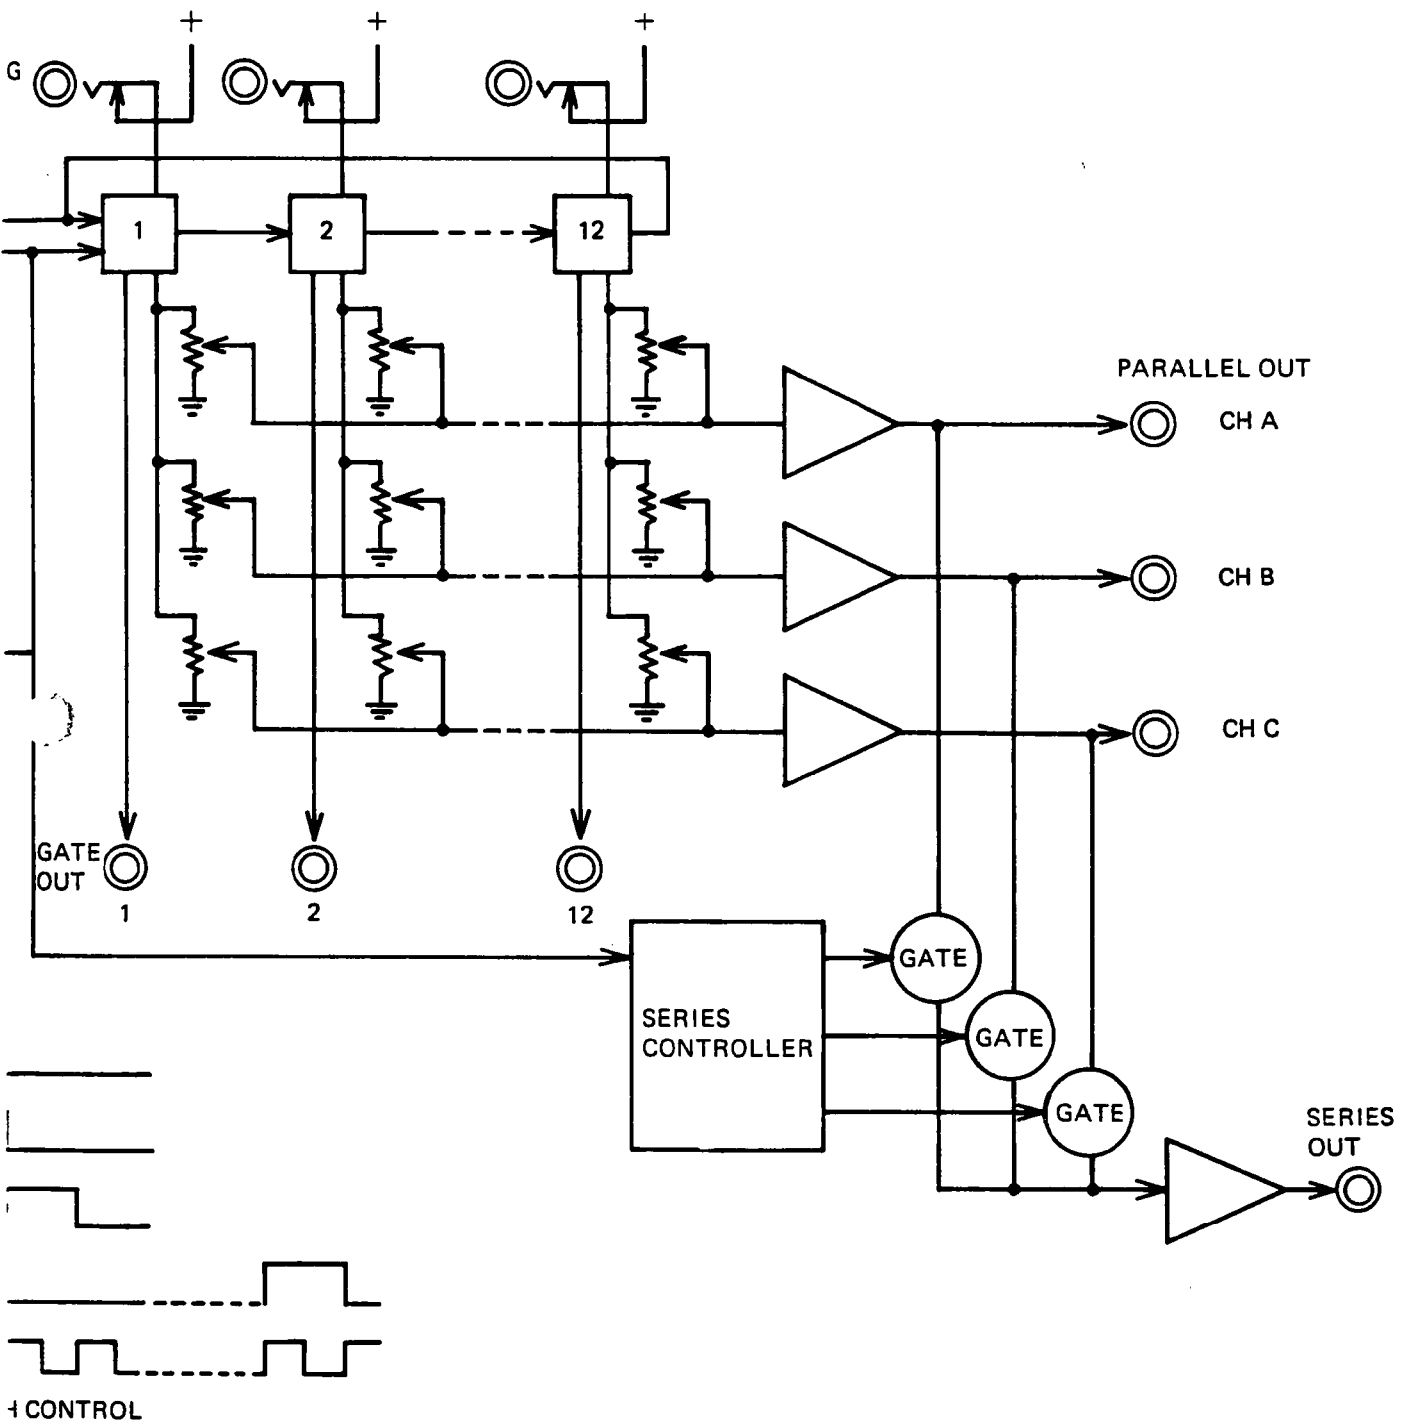 + + +
G
1 2 12
PARALLEL OUT
CH A
CH B
CH C
GATE
OUT
1 2 12
GATE
SERIES
CONTROLLER
GATE
GATE
SERIES
OUT
CONTROL